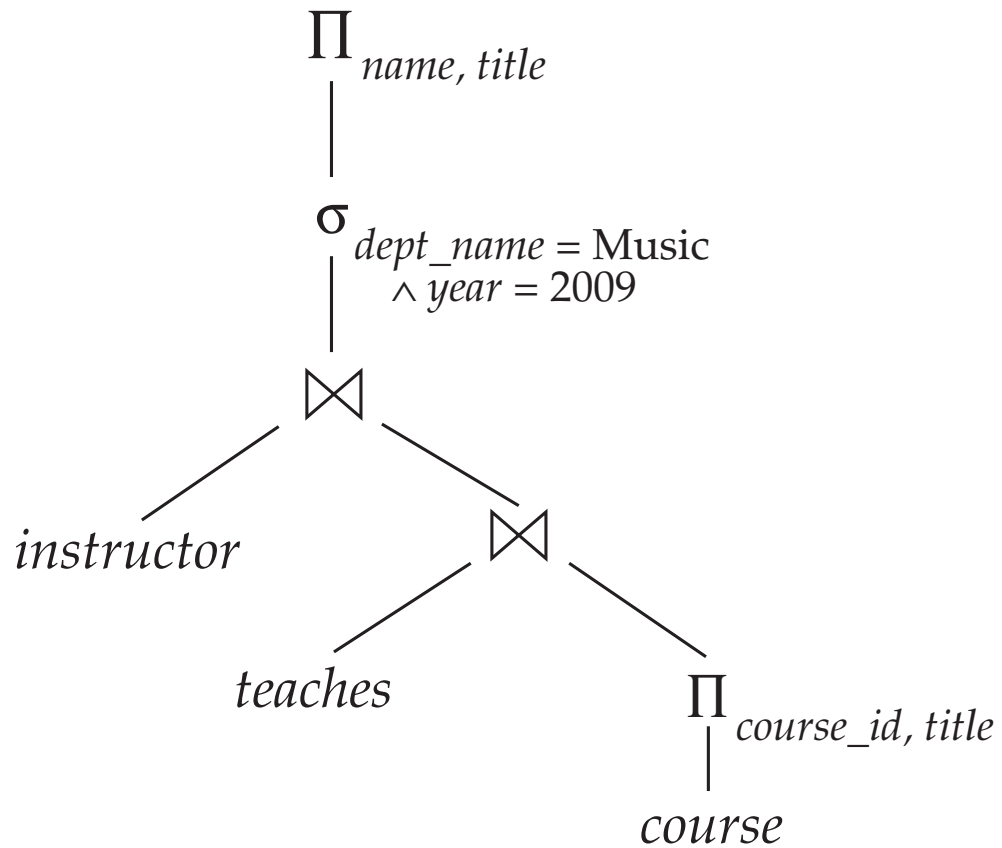 Π name, title
σ dept_name = Music
∧ year = 2009
⋈
instructor
⋈
teaches
Π course_id, title
course